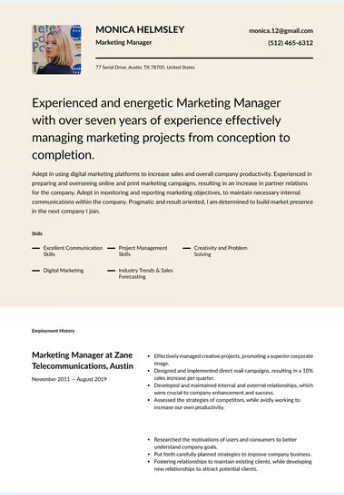 MONICA HELMSLEY
Marketing Manager
monica.12@gmail.com
(512) 465-6312
77 Serial Drive, Austin, TX 78705, United States
Experienced and energetic Marketing Manager
with over seven years of experience effectively
managing marketing projects from conception to
completion.
Adept in using digital marketing platforms to increase sales and overall company productivity. Experienced in
preparing and overseeing online and print marketing campaigns, resulting in an increase in partner relations
for the company. Adept in monitoring and reporting marketing objectives, to maintain necessary internal
communications within the company. Pragmatic and result oriented, I am determined to build market presence
in the next company I join.
Skills
Excellent Communication
Skills
Project Management
Skills
Creativity and Problem
Solving
Digital Marketing
Industry Trends & Sales
Forecasting
Employment History
Marketing Manager at Zane
Telecommunications, Austin
November 2011 — August 2019
• Effectively managed creative projects, promoting a superior corporate
image.
• Designed and implemented direct mail campaigns, resulting in a 10%
sales increase per quarter.
• Developed and maintained internal and external relationships, which
were crucial to company enhancement and success.
• Assessed the strategies of competitors, while avidly working to
increase our own productivity.
• Researched the motivations of users and consumers to better
understand company goals.
• Put forth carefully planned strategies to improve company business.
• Fostering relationships to maintain existing clients, while developing
new relationships to attract potential clients.